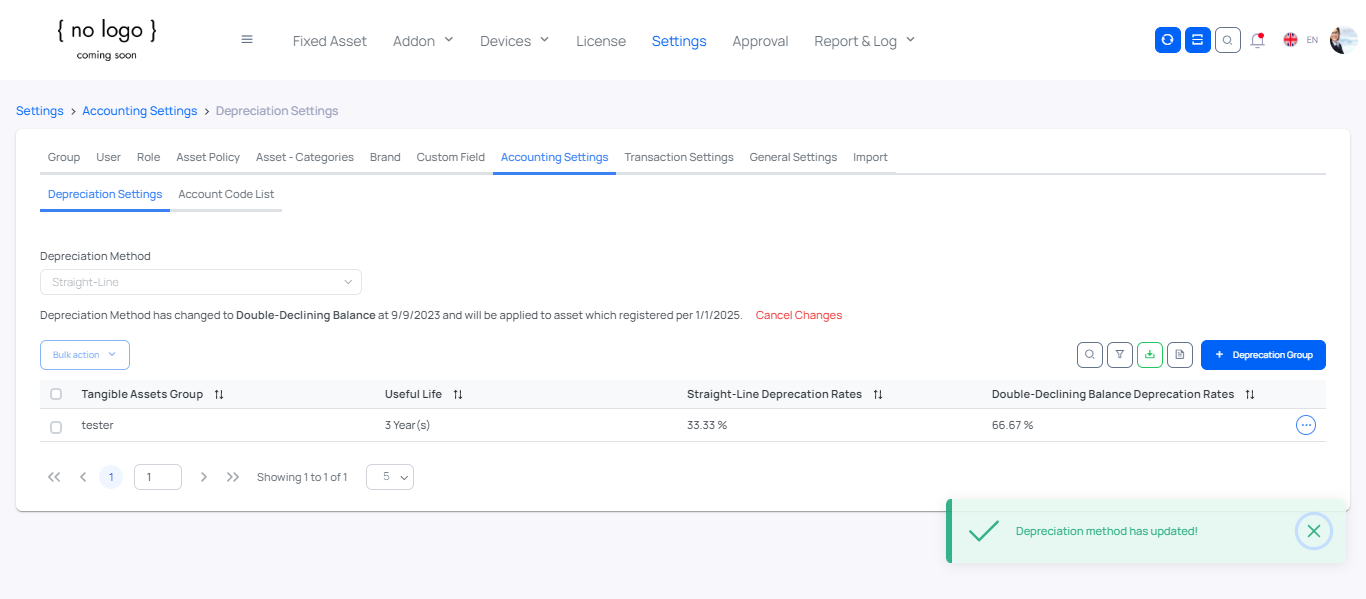 { no logo }
coming soon
Fixed Asset Addon Devices License Settings Approval Report & Log EN
Settings > Accounting Settings > Depreciation Settings
Group User Role Asset Policy Asset - Categories Brand Custom Field Accounting Settings Transaction Settings General Settings Import
Depreciation Settings Account Code List
Depreciation Method
Straight-Line
Depreciation Method has changed to Double-Declining Balance at 9/9/2023 and will be applied to asset which registered per 1/1/2025. Cancel Changes
Bulk action + Deprecation Group
Tangible Assets Group Useful Life Straight-Line Deprecation Rates Double-Declining Balance Deprecation Rates
tester 3 Year(s) 33.33 % 66.67 %
1 1 Showing 1 to 1 of 1 5
Depreciation method has updated!